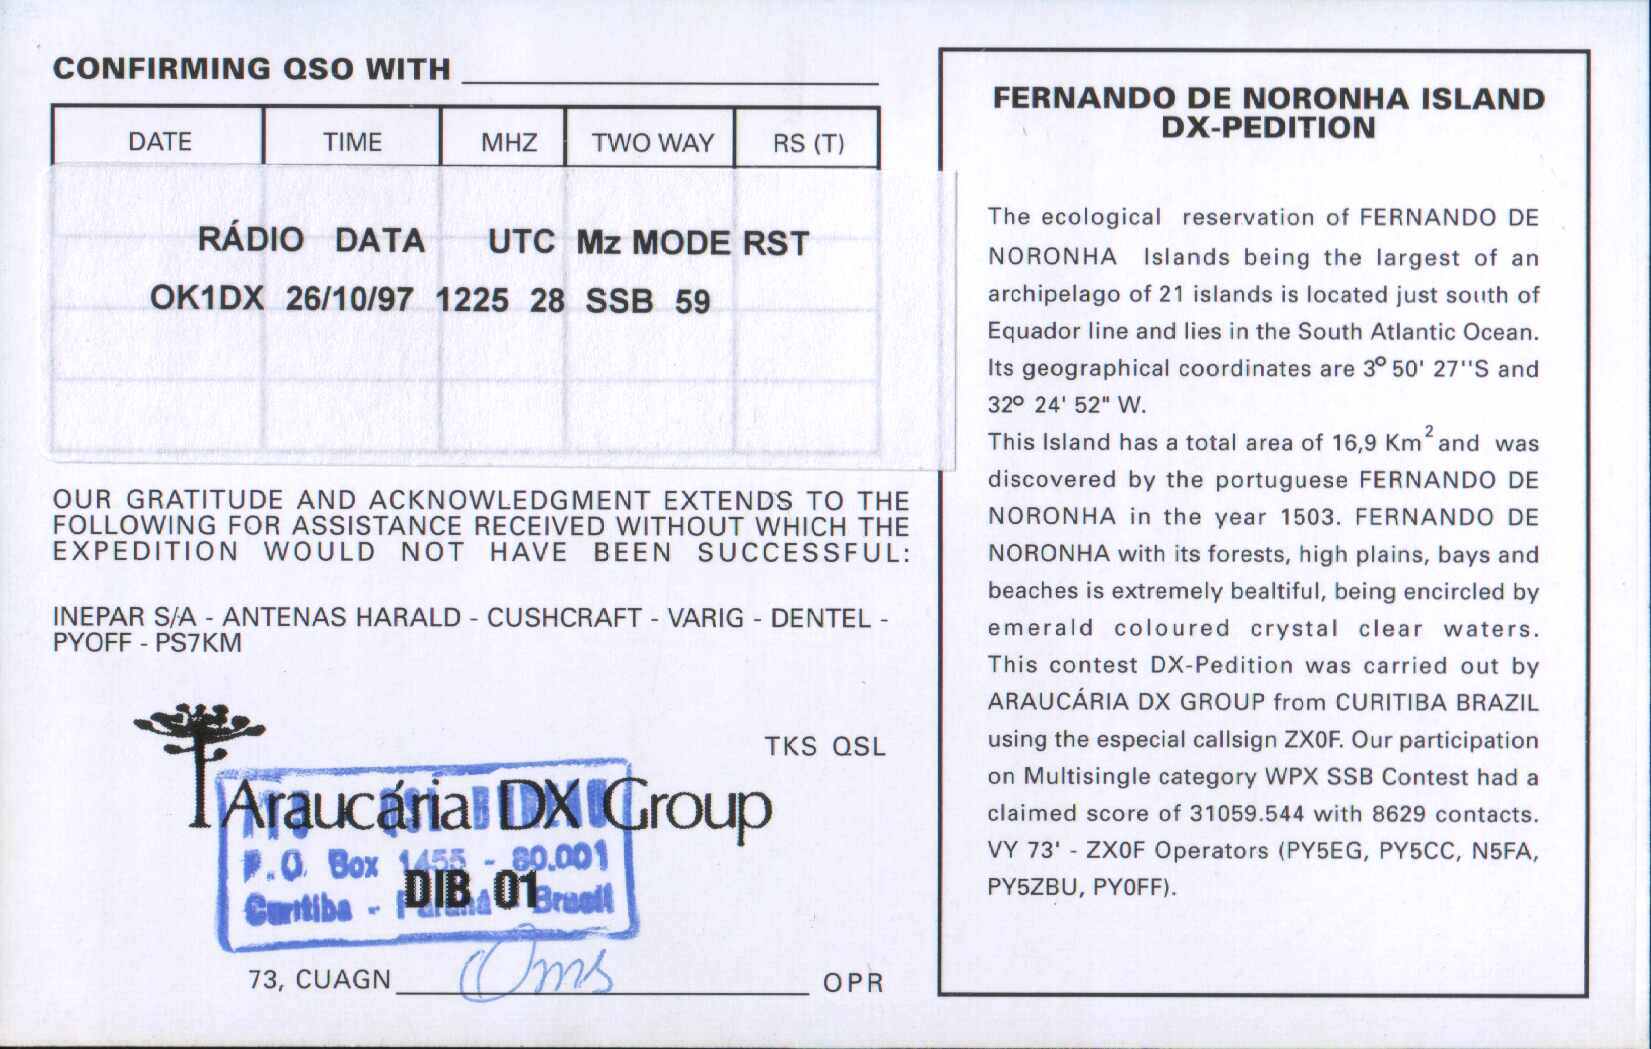 CONFIRMING QSO WITH
DATE TIME MHZ TWO WAY RS (T)
RÁDIO DATA UTC Mz MODE RST
OK1DX 26/10/97 1225 28 SSB 59
OUR GRATITUDE AND ACKNOWLEDGMENT EXTENDS TO THE
FOLLOWING FOR ASSISTANCE RECEIVED WITHOUT WHICH THE
EXPEDITION WOULD NOT HAVE BEEN SUCCESSFUL:
INEPAR S/A - ANTENAS HARALD - CUSHCRAFT - VARIG - DENTEL -
PYOFF - PS7KM
TKS QSL
Araucária DX Group
P.O. Box 1455 - 80.001
DIB 01
Curitiba - Paraná Brasil
73, CUAGN OPR
FERNANDO DE NORONHA ISLAND
DX-PEDITION
The ecological reservation of FERNANDO DE
NORONHA Islands being the largest of an
archipelago of 21 islands is located just south of
Equador line and lies in the South Atlantic Ocean.
Its geographical coordinates are 3º 50' 27''S and
32º 24' 52" W.
This Island has a total area of 16,9 Km² and was
discovered by the portuguese FERNANDO DE
NORONHA in the year 1503. FERNANDO DE
NORONHA with its forests, high plains, bays and
beaches is extremely bealtiful, being encircled by
emerald coloured crystal clear waters.
This contest DX-Pedition was carried out by
ARAUCÁRIA DX GROUP from CURITIBA BRAZIL
using the especial callsign ZX0F. Our participation
on Multisingle category WPX SSB Contest had a
claimed score of 31059.544 with 8629 contacts.
VY 73' - ZX0F Operators (PY5EG, PY5CC, N5FA,
PY5ZBU, PY0FF).